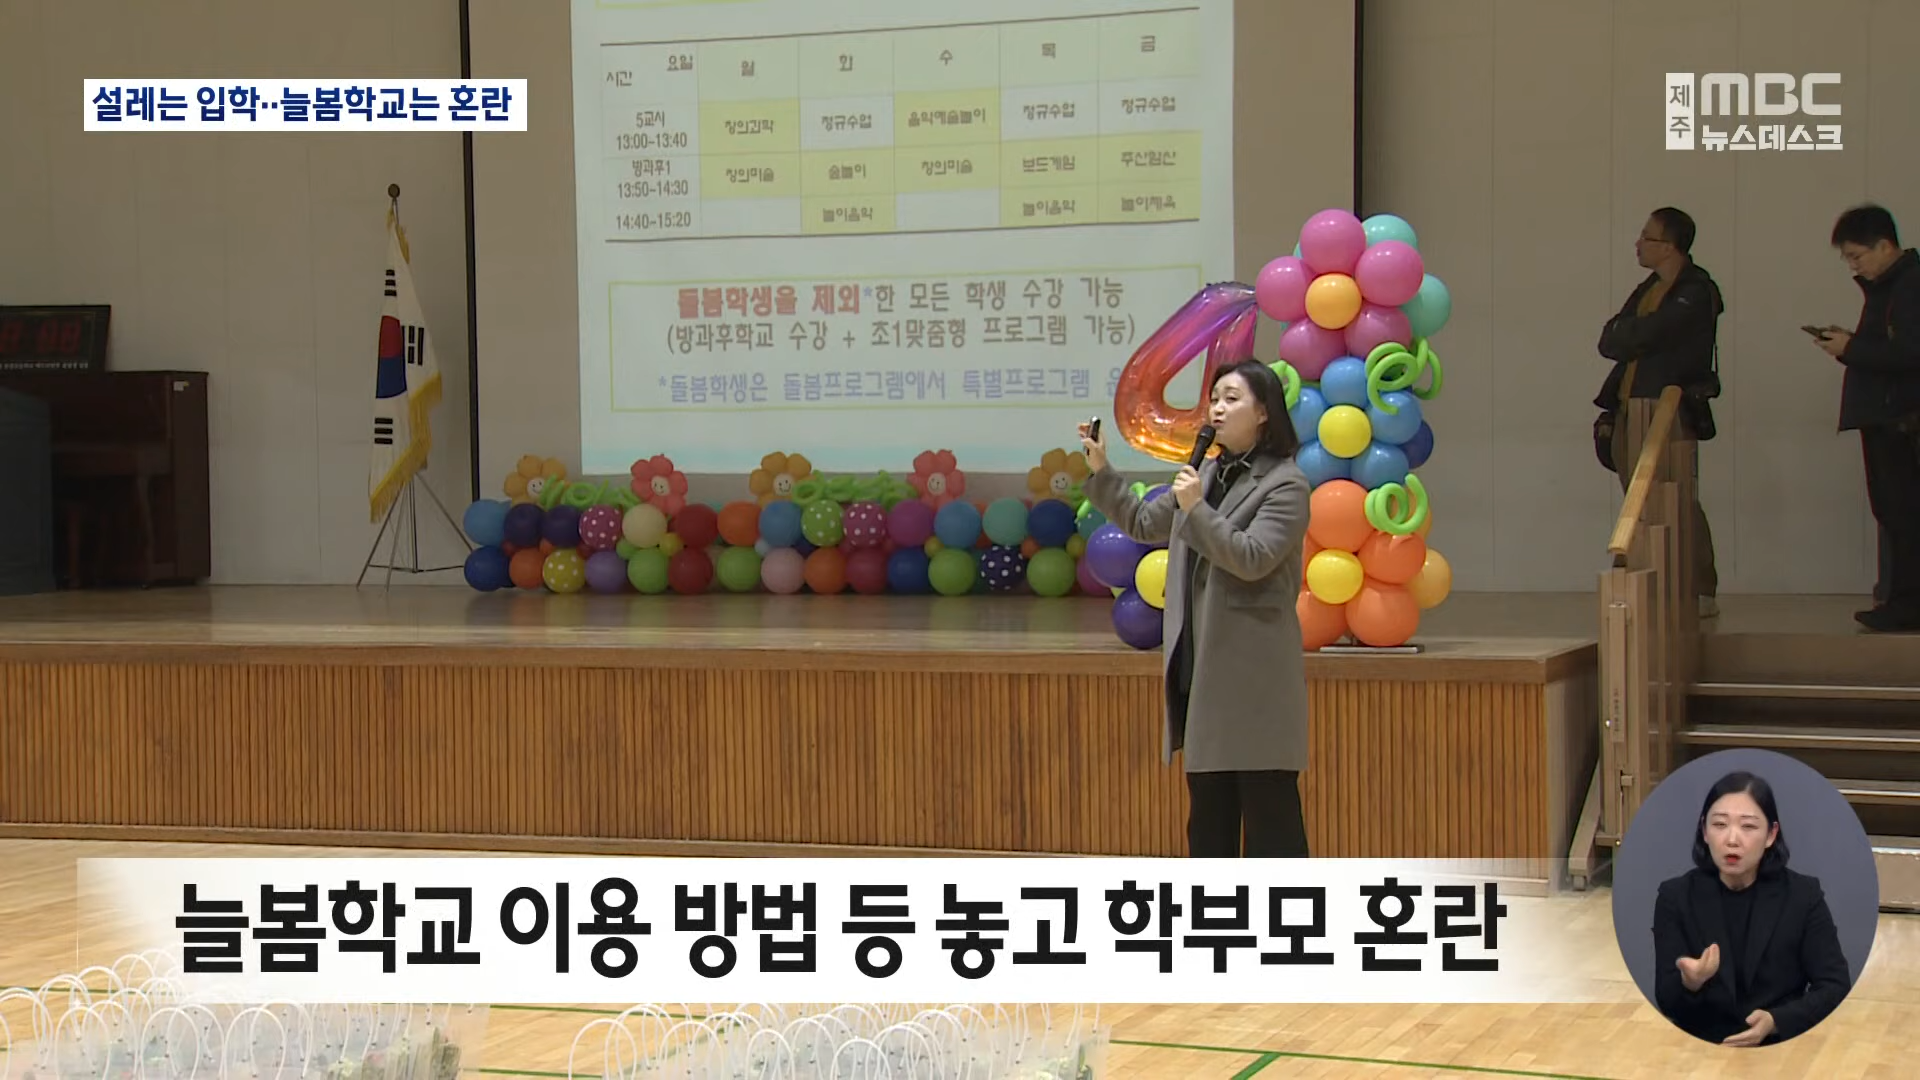 설레는 입학··늘봄학교는 혼란
제주
MBC
뉴스데스크
시간 요일 월 화 수 목 금
5교시
13:00~13:40
창의과학 정규수업 음악예술놀이 정규수업 정규수업
방과후1
13:50~14:30
창의미술 숨놀이 창의미술 보드게임 주산암산
14:40~15:20
놀이음악 놀이음악 놀이체육
돌봄학생을 제외*한 모든 학생 수강 가능
(방과후학교 수강 + 초1맞춤형 프로그램 가능)
*돌봄학생은 돌봄프로그램에서 특별프로그램
늘봄학교 이용 방법 등 놓고 학부모 혼란